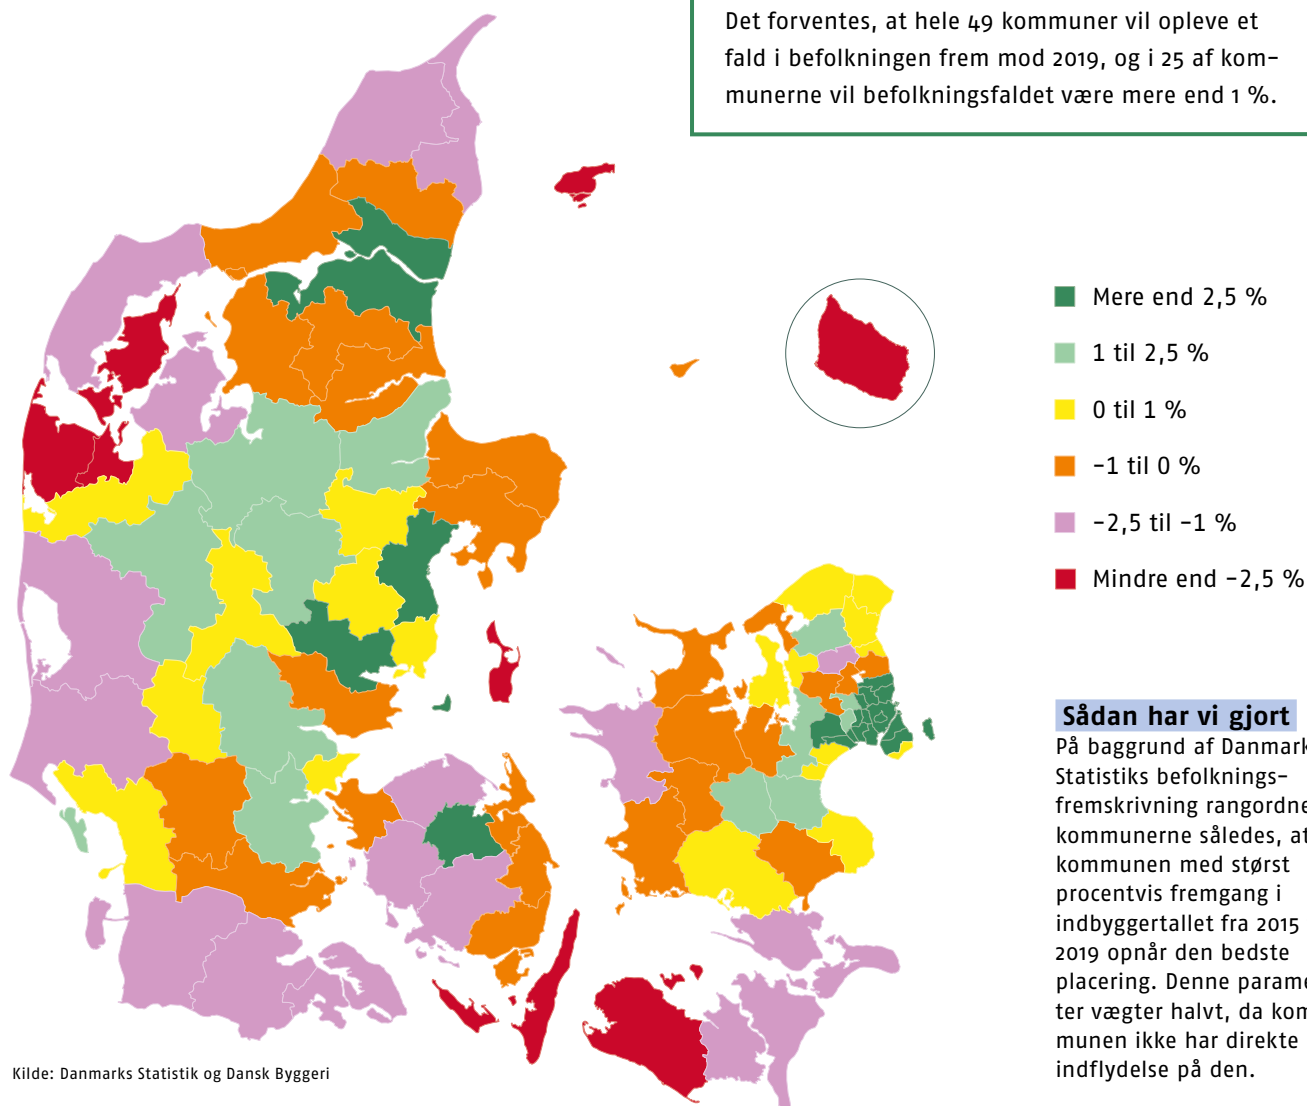 Det forventes, at hele 49 kommuner vil opleve et
fald i befolkningen frem mod 2019, og i 25 af kom-
munerne vil befolkningsfaldet være mere end 1 %.
Mere end 2,5 %
1 til 2,5 %
0 til 1 %
-1 til 0 %
-2,5 til -1 %
Mindre end -2,5 %
Sådan har vi gjort
På baggrund af Danmark
Statistiks befolknings-
fremskrivning rangordne
kommunerne således, at
kommunen med størst
procentvis fremgang i
indbyggertallet fra 2015
2019 opnår den bedste
placering. Denne parame
ter vægter halvt, da kom
munen ikke har direkte
indflydelse på den.
Kilde: Danmarks Statistik og Dansk Byggeri